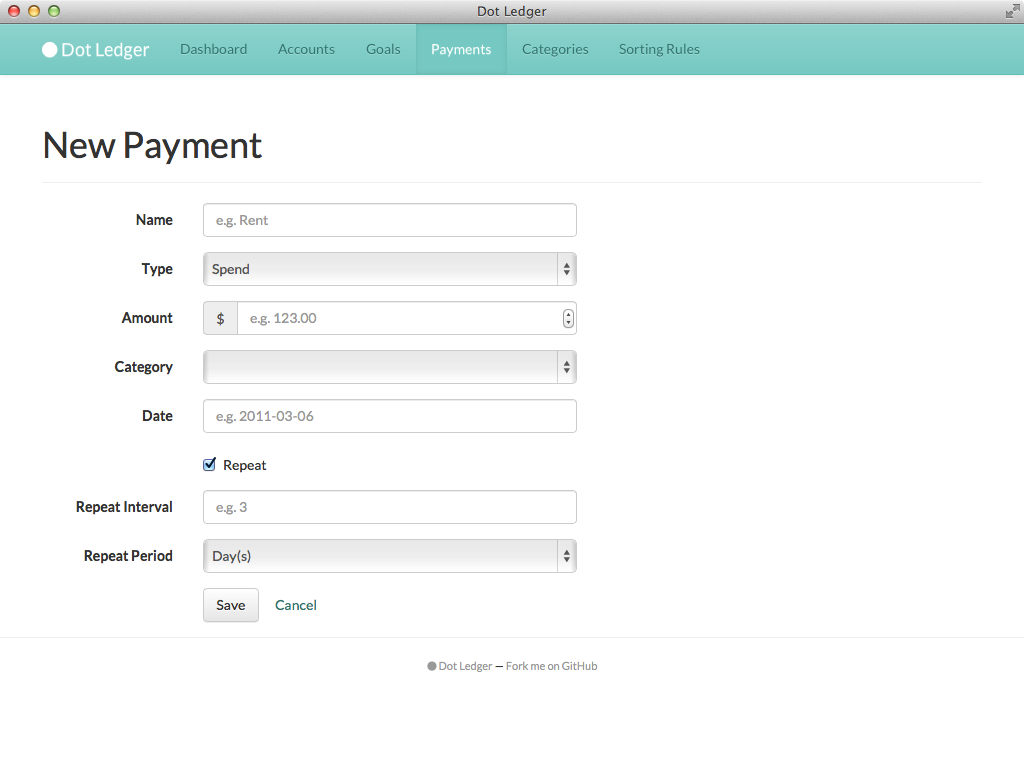 Dot Ledger
Dot Ledger Dashboard Accounts Goals Payments Categories Sorting Rules
New Payment
Name e.g. Rent
Type Spend
Amount $ e.g. 123.00
Category
Date e.g. 2011-03-06
Repeat
Repeat Interval e.g. 3
Repeat Period Day(s)
Save Cancel
Dot Ledger — Fork me on GitHub